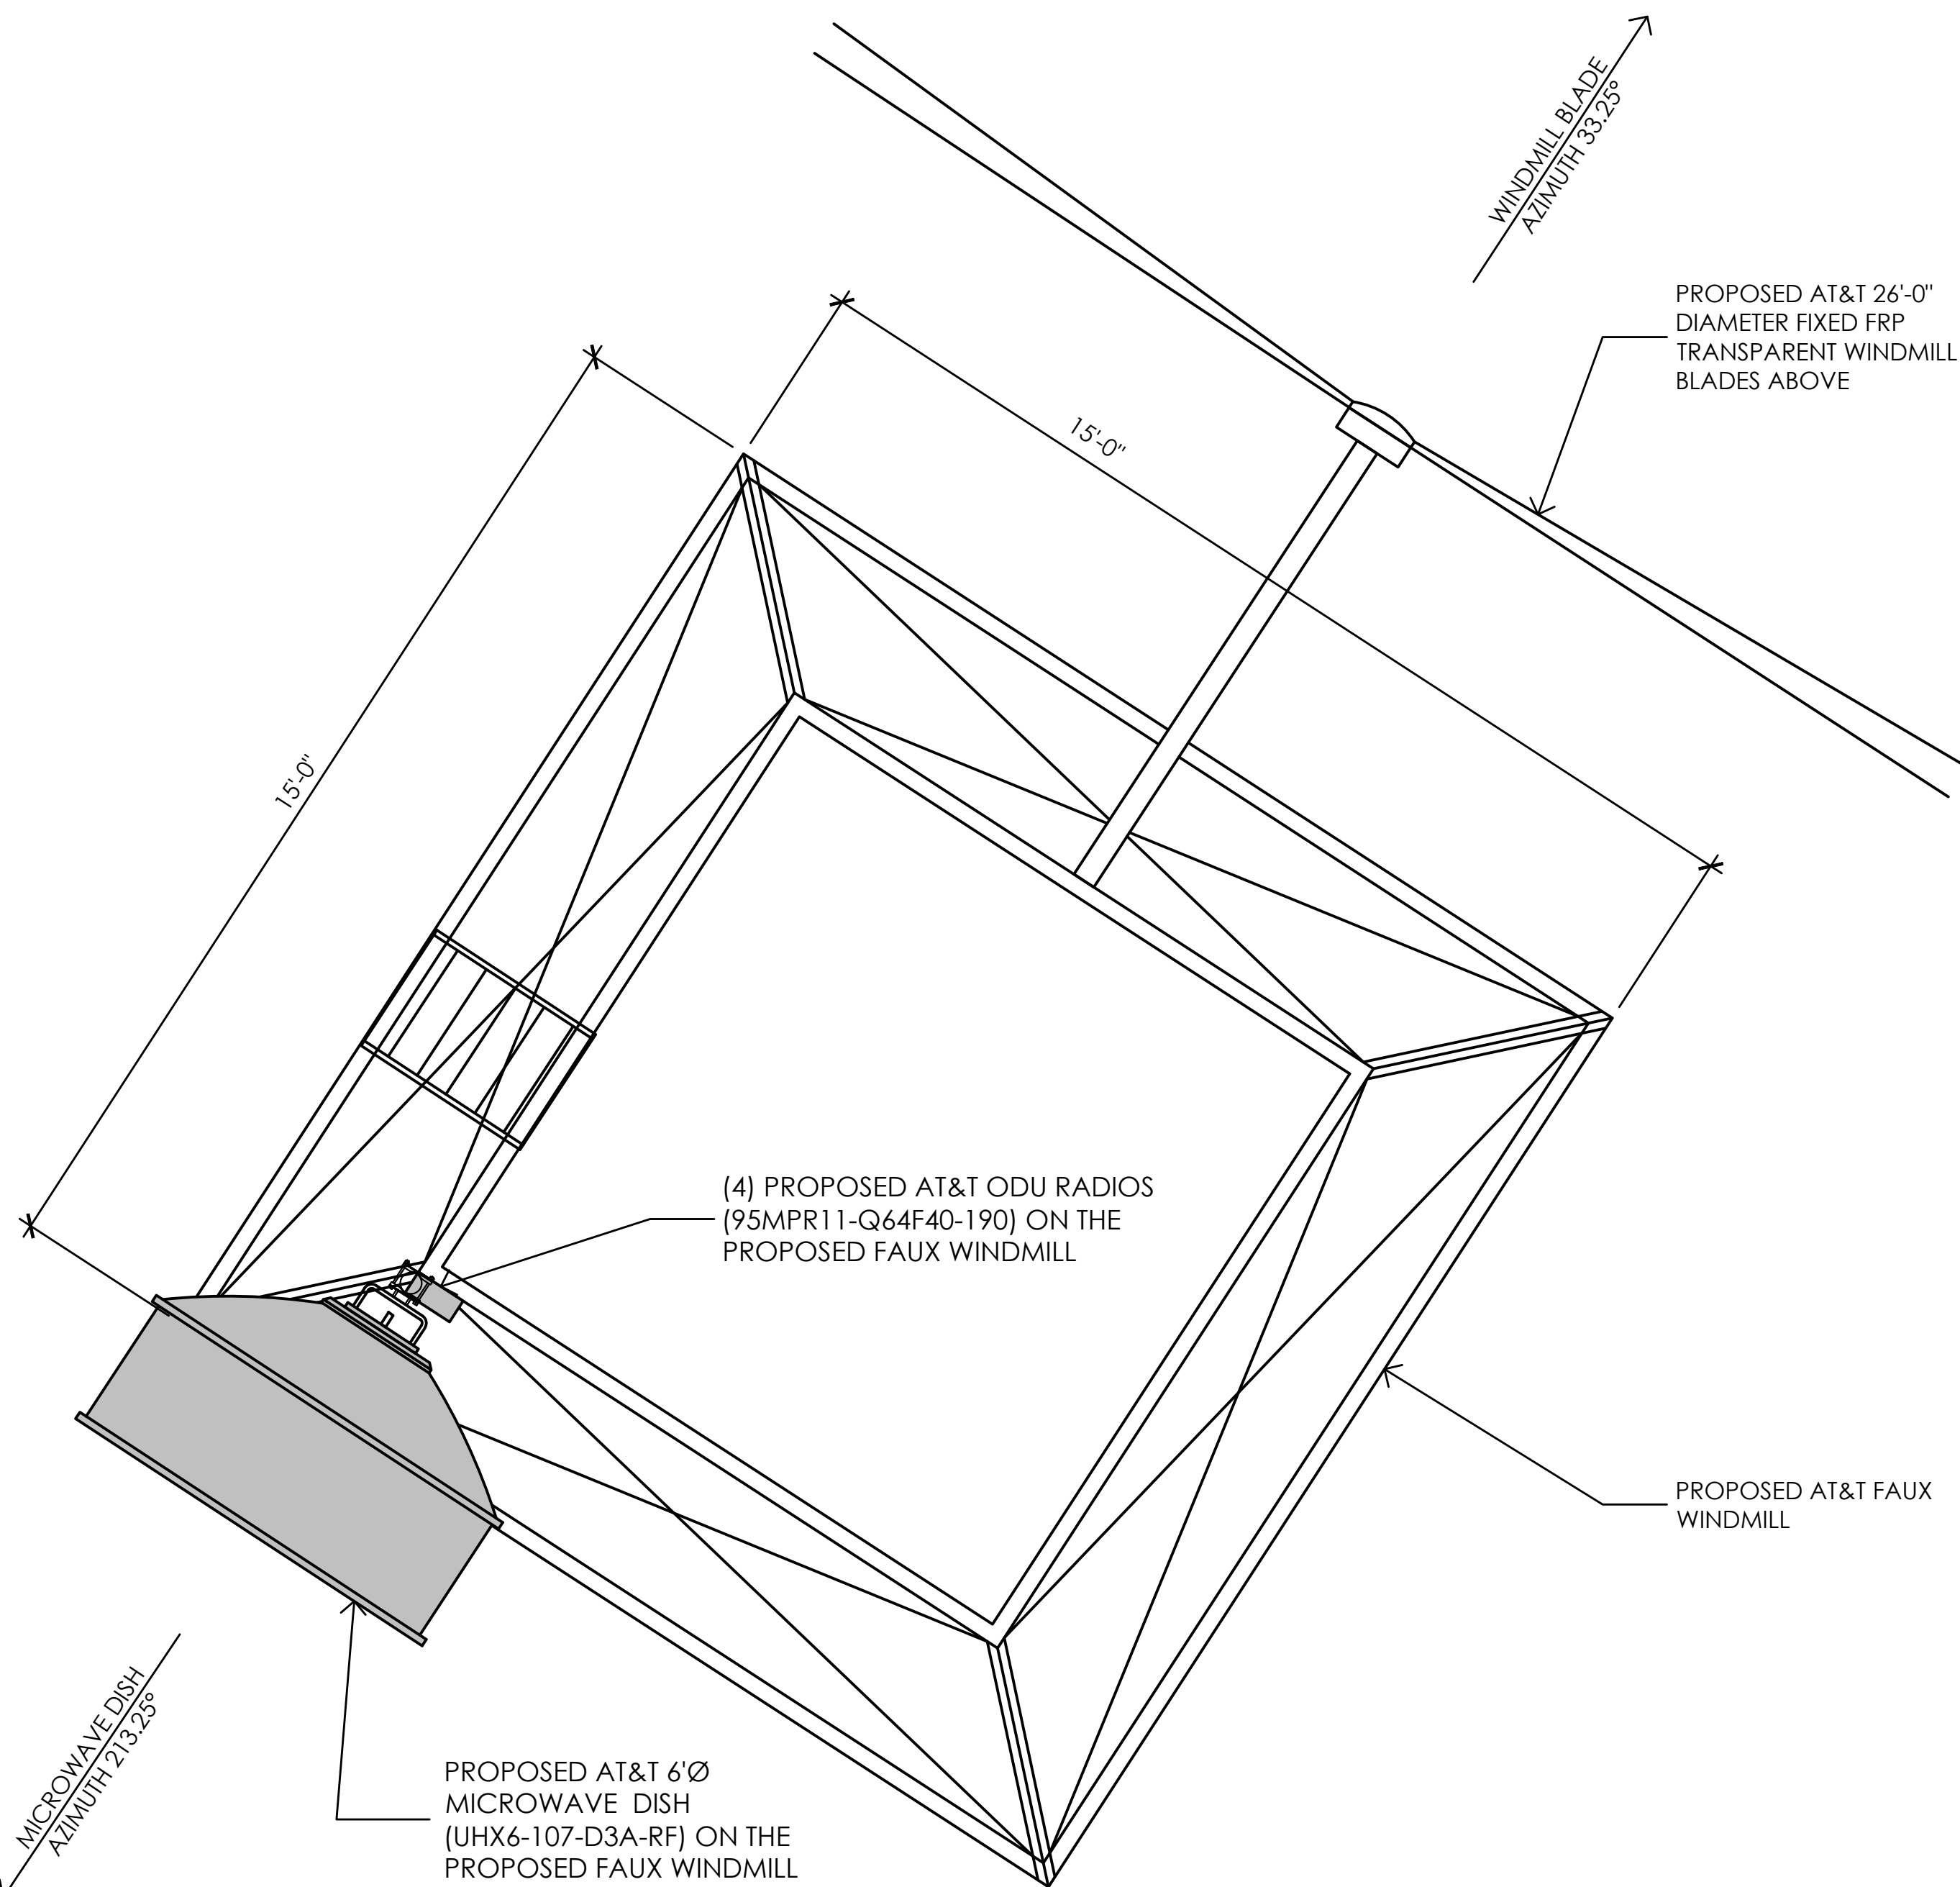 WINDMILL BLADE
AZIMUTH 33.25°
PROPOSED AT&T 26'-0"
DIAMETER FIXED FRP
TRANSPARENT WINDMILL
BLADES ABOVE
15'-0"
15'-0"
(4) PROPOSED AT&T ODU RADIOS
(95MPR11-Q64F40-190) ON THE
PROPOSED FAUX WINDMILL
PROPOSED AT&T FAUX
WINDMILL
MICROWAVE DISH
AZIMUTH 213.25°
PROPOSED AT&T 6'Ø
MICROWAVE DISH
(UHX6-107-D3A-RF) ON THE
PROPOSED FAUX WINDMILL